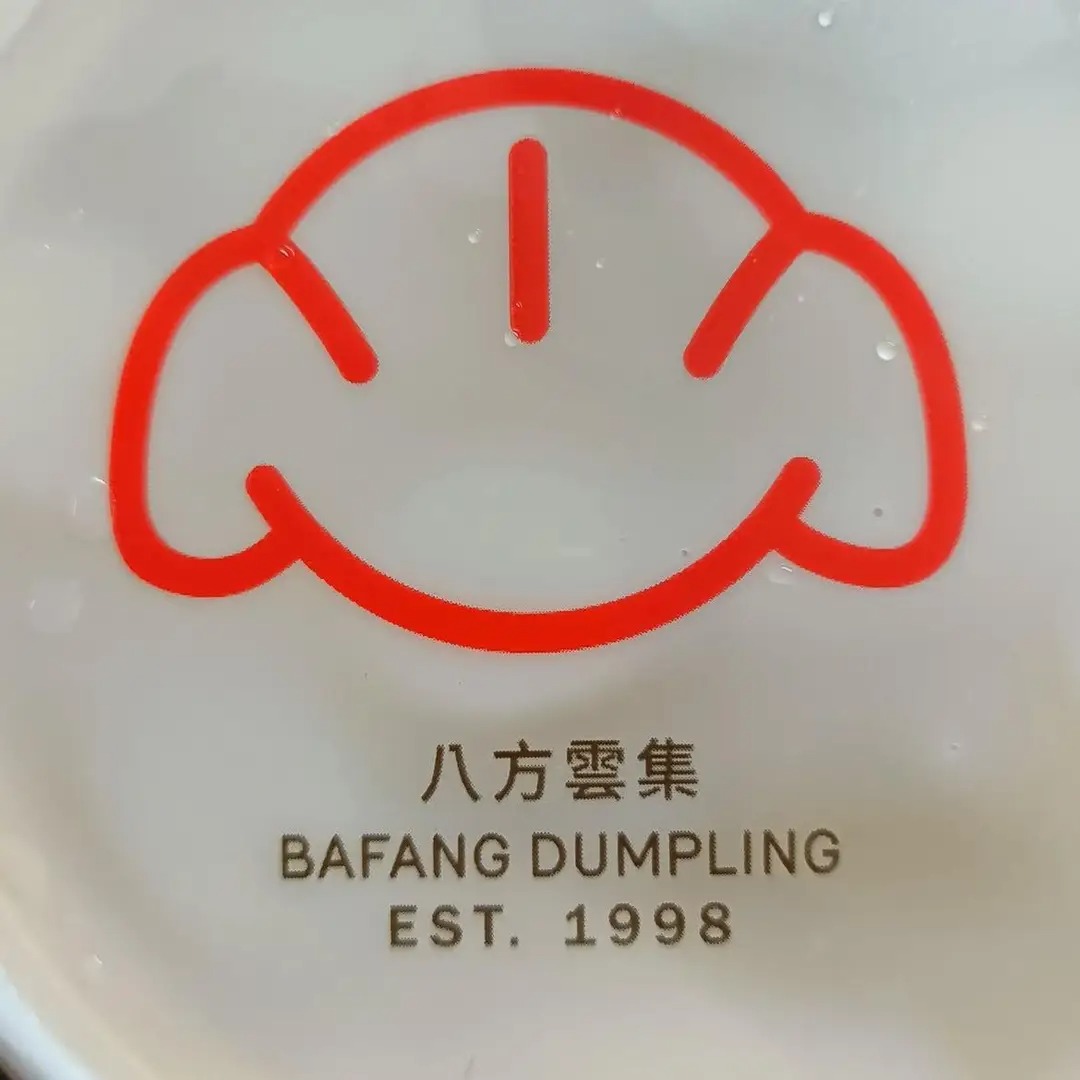 八方雲集
BAFANG DUMPLING
EST. 1998